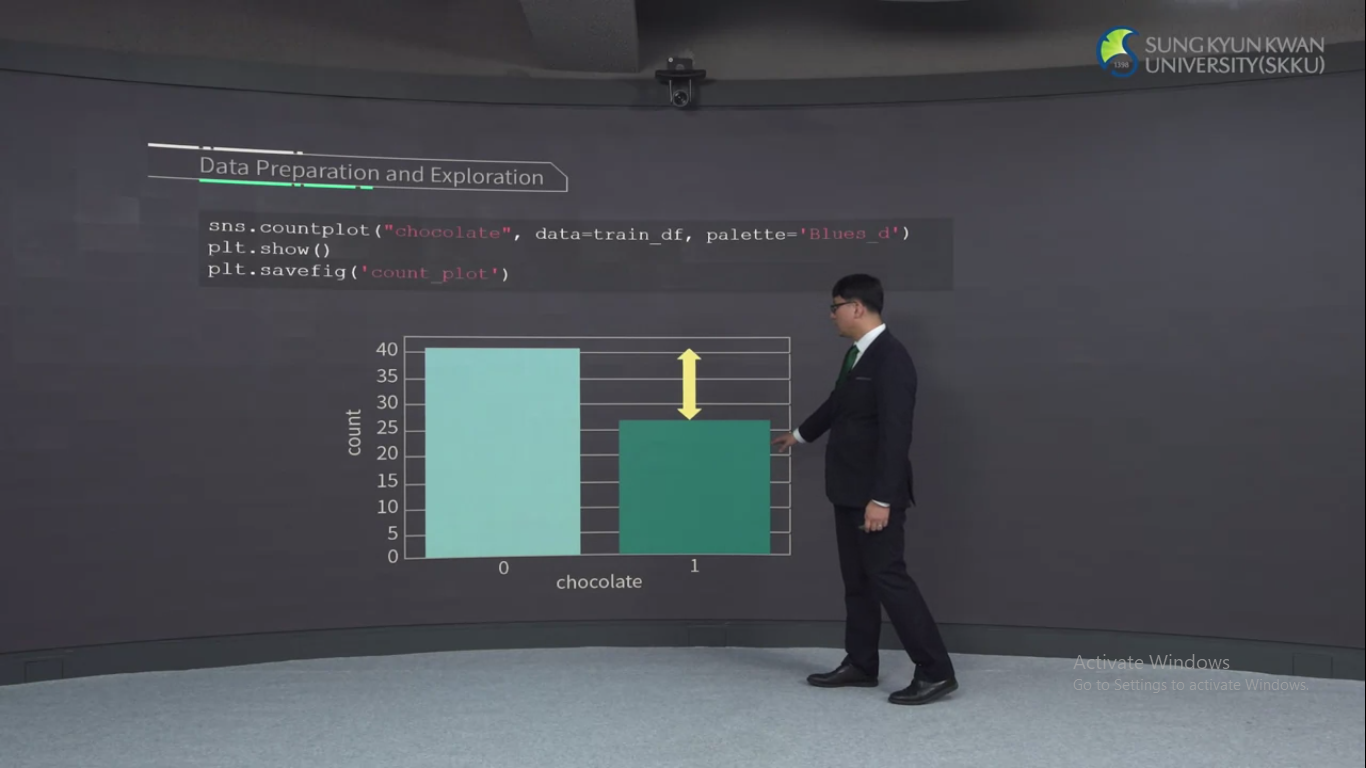 SUNG KYUN KWAN
UNIVERSITY(SKKU)
1398
Data Preparation and Exploration
sns.countplot("chocolate", data=train_df, palette='Blues_d')
plt.show()
plt.savefig('count_plot')
40
35
30
25
20
15
10
5
0
count
0
1
chocolate
Activate Windows
Go to Settings to activate Windows.